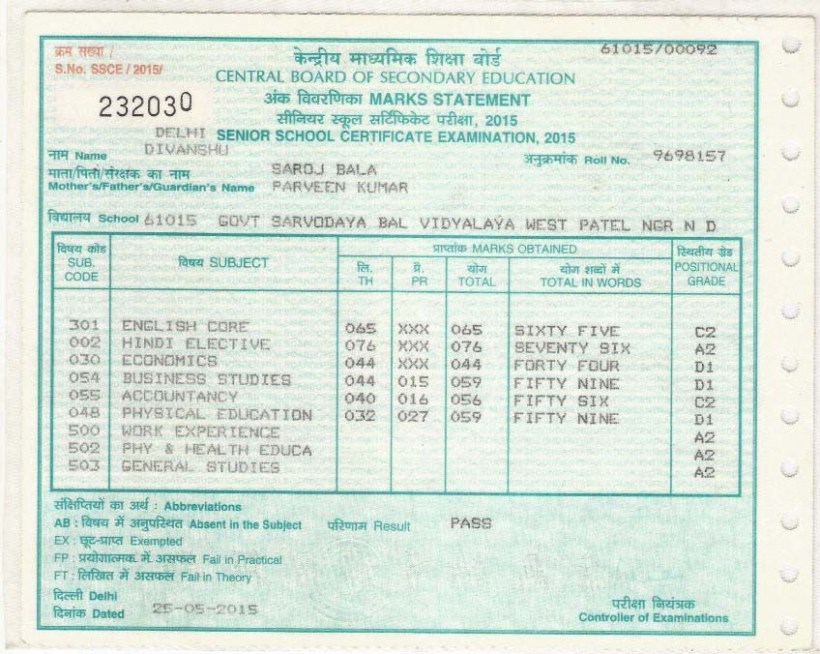 क्रम संख्या / 61015/00092
S.No. SSCE / 2015/
केन्द्रीय माध्यमिक शिक्षा बोर्ड
CENTRAL BOARD OF SECONDARY EDUCATION
232030
अंक विवरणिका MARKS STATEMENT
सीनियर स्कूल सर्टिफिकेट परीक्षा, 2015
DELHI SENIOR SCHOOL CERTIFICATE EXAMINATION, 2015
नाम Name DIVANSHU अनुक्रमांक Roll No. 9698157
माता/पिता/संरक्षक का नाम SAROJ BALA
Mother's/Father's/Guardian's Name PARVEEN KUMAR
विद्यालय School 61015 GOVT SARVODAYA BAL VIDYALAYA WEST PATEL NGR N D
विषय कोड SUB. CODE विषय SUBJECT प्राप्तांक MARKS OBTAINED स्थितीय ग्रेड POSITIONAL GRADE
लि. TH प्रै. PR योग TOTAL योग शब्दों में TOTAL IN WORDS
301 ENGLISH CORE 065 XXX 065 SIXTY FIVE C2
002 HINDI ELECTIVE 076 XXX 076 SEVENTY SIX A2
030 ECONOMICS 044 XXX 044 FORTY FOUR D1
054 BUSINESS STUDIES 044 015 059 FIFTY NINE D1
055 ACCOUNTANCY 040 016 056 FIFTY SIX C2
048 PHYSICAL EDUCATION 032 027 059 FIFTY NINE D1
500 WORK EXPERIENCE A2
502 PHY & HEALTH EDUCA A2
503 GENERAL STUDIES A2
संक्षिप्तियों का अर्थ : Abbreviations
AB : विषय में अनुपस्थित Absent in the Subject परिणाम Result PASS
EX : छूट-प्राप्त Exempted
FP : प्रयोगात्मक में असफल Fail in Practical
FT : लिखित में असफल Fail in Theory
दिल्ली Delhi
दिनांक Dated 25-05-2015
परीक्षा नियंत्रक
Controller of Examinations